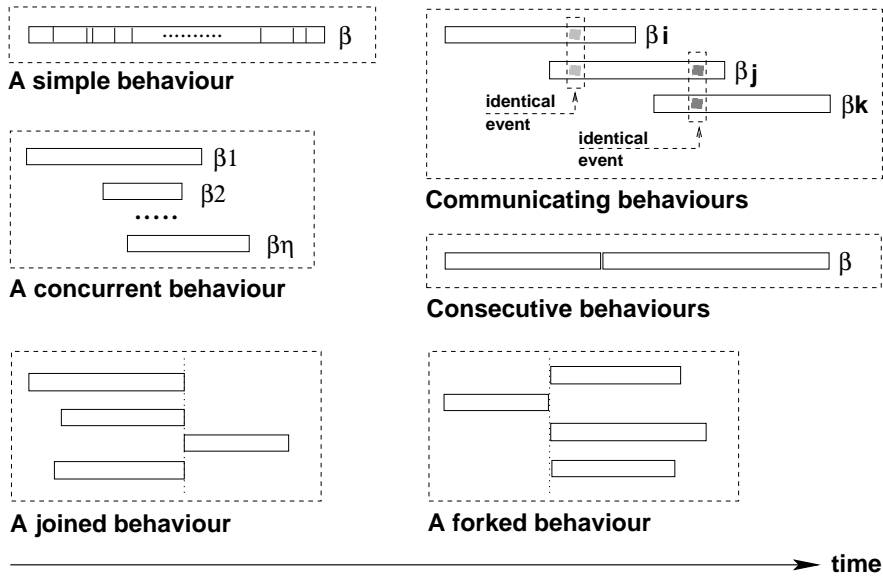 β
A simple behaviour
βi
βj
βk
identical
event
identical
event
Communicating behaviours
β1
β2
.....
βη
A concurrent behaviour
β
Consecutive behaviours
A joined behaviour
A forked behaviour
time